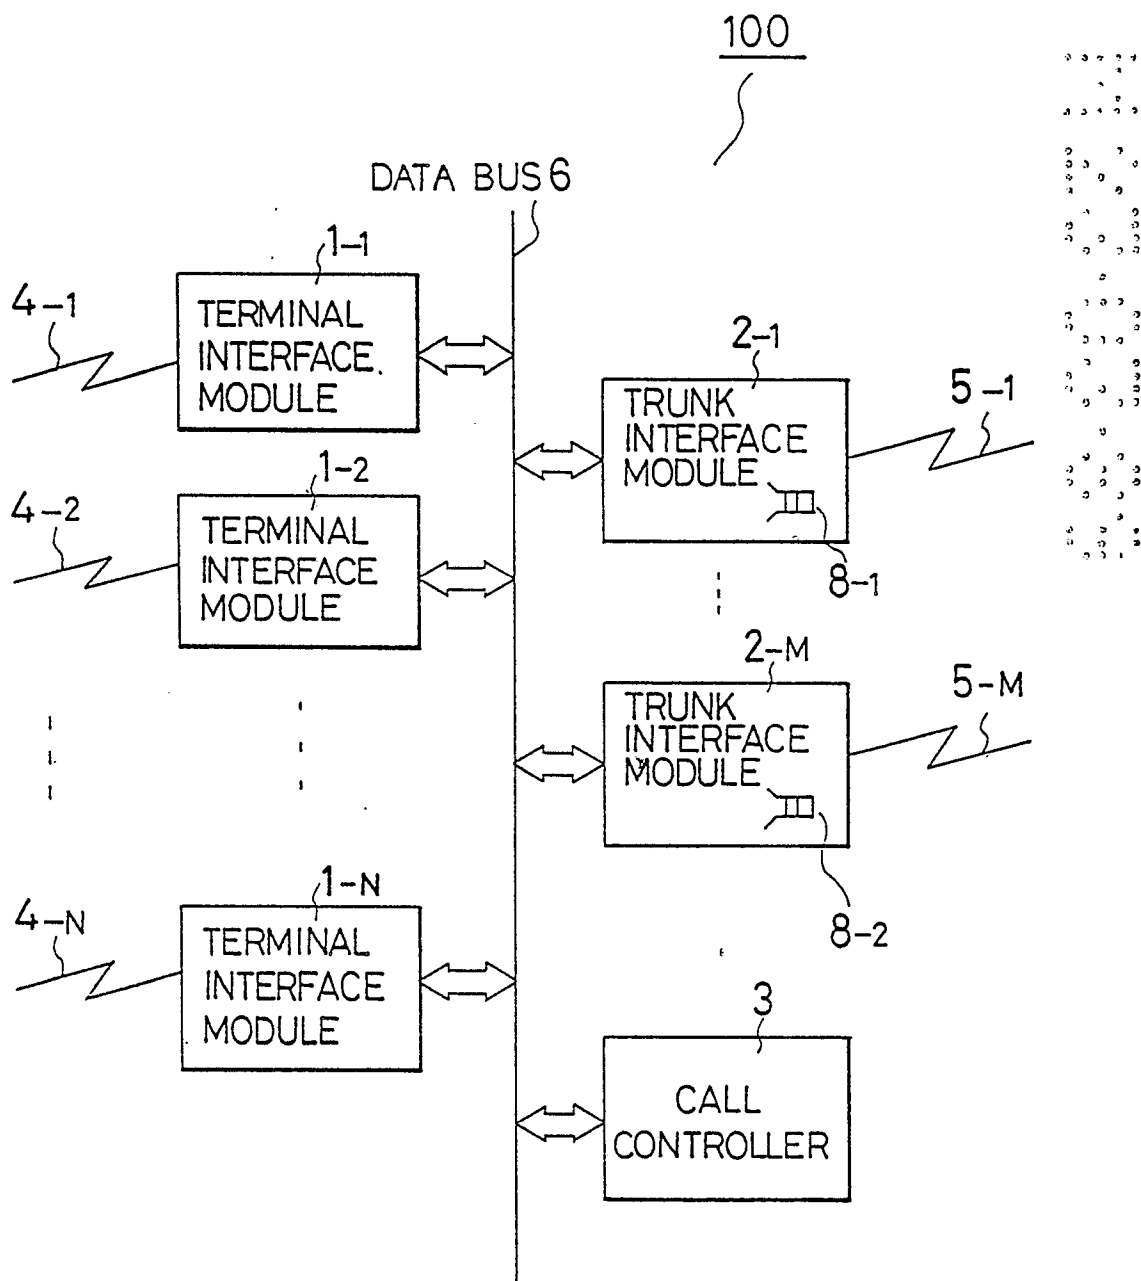 100
DATA BUS 6
1-1
TERMINAL
INTERFACE
MODULE
4-1
2-1
TRUNK
INTERFACE
MODULE
5-1
8-1
1-2
TERMINAL
INTERFACE
MODULE
4-2
2-M
TRUNK
INTERFACE
MODULE
5-M
8-2
1-N
TERMINAL
INTERFACE
MODULE
4-N
3
CALL
CONTROLLER